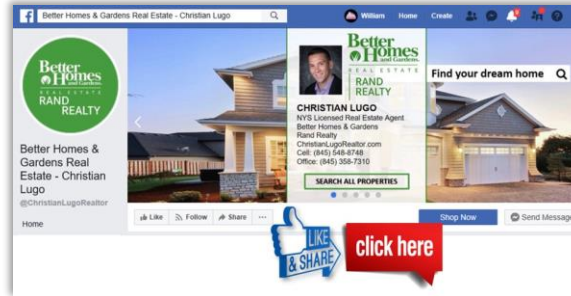 Better Homes & Gardens Real Estate - Christian Lugo
William Home Create
Better
Homes
and Gardens
REAL ESTATE
RAND
REALTY
Better Homes &
Gardens Real
Estate - Christian
Lugo
@ChristianLugoRealtor
Home
Better
Homes
and Gardens
REAL ESTATE
RAND
REALTY
CHRISTIAN LUGO
NYS Licensed Real Estate Agent
Better Homes & Gardens
Rand Realty
ChristianLugoRealtor.com
Cell: (845) 548-8748
Office: (845) 358-7310
SEARCH ALL PROPERTIES
Find your dream home
Like Follow Share ...
Shop Now Send Message
LIKE
& SHARE
click here